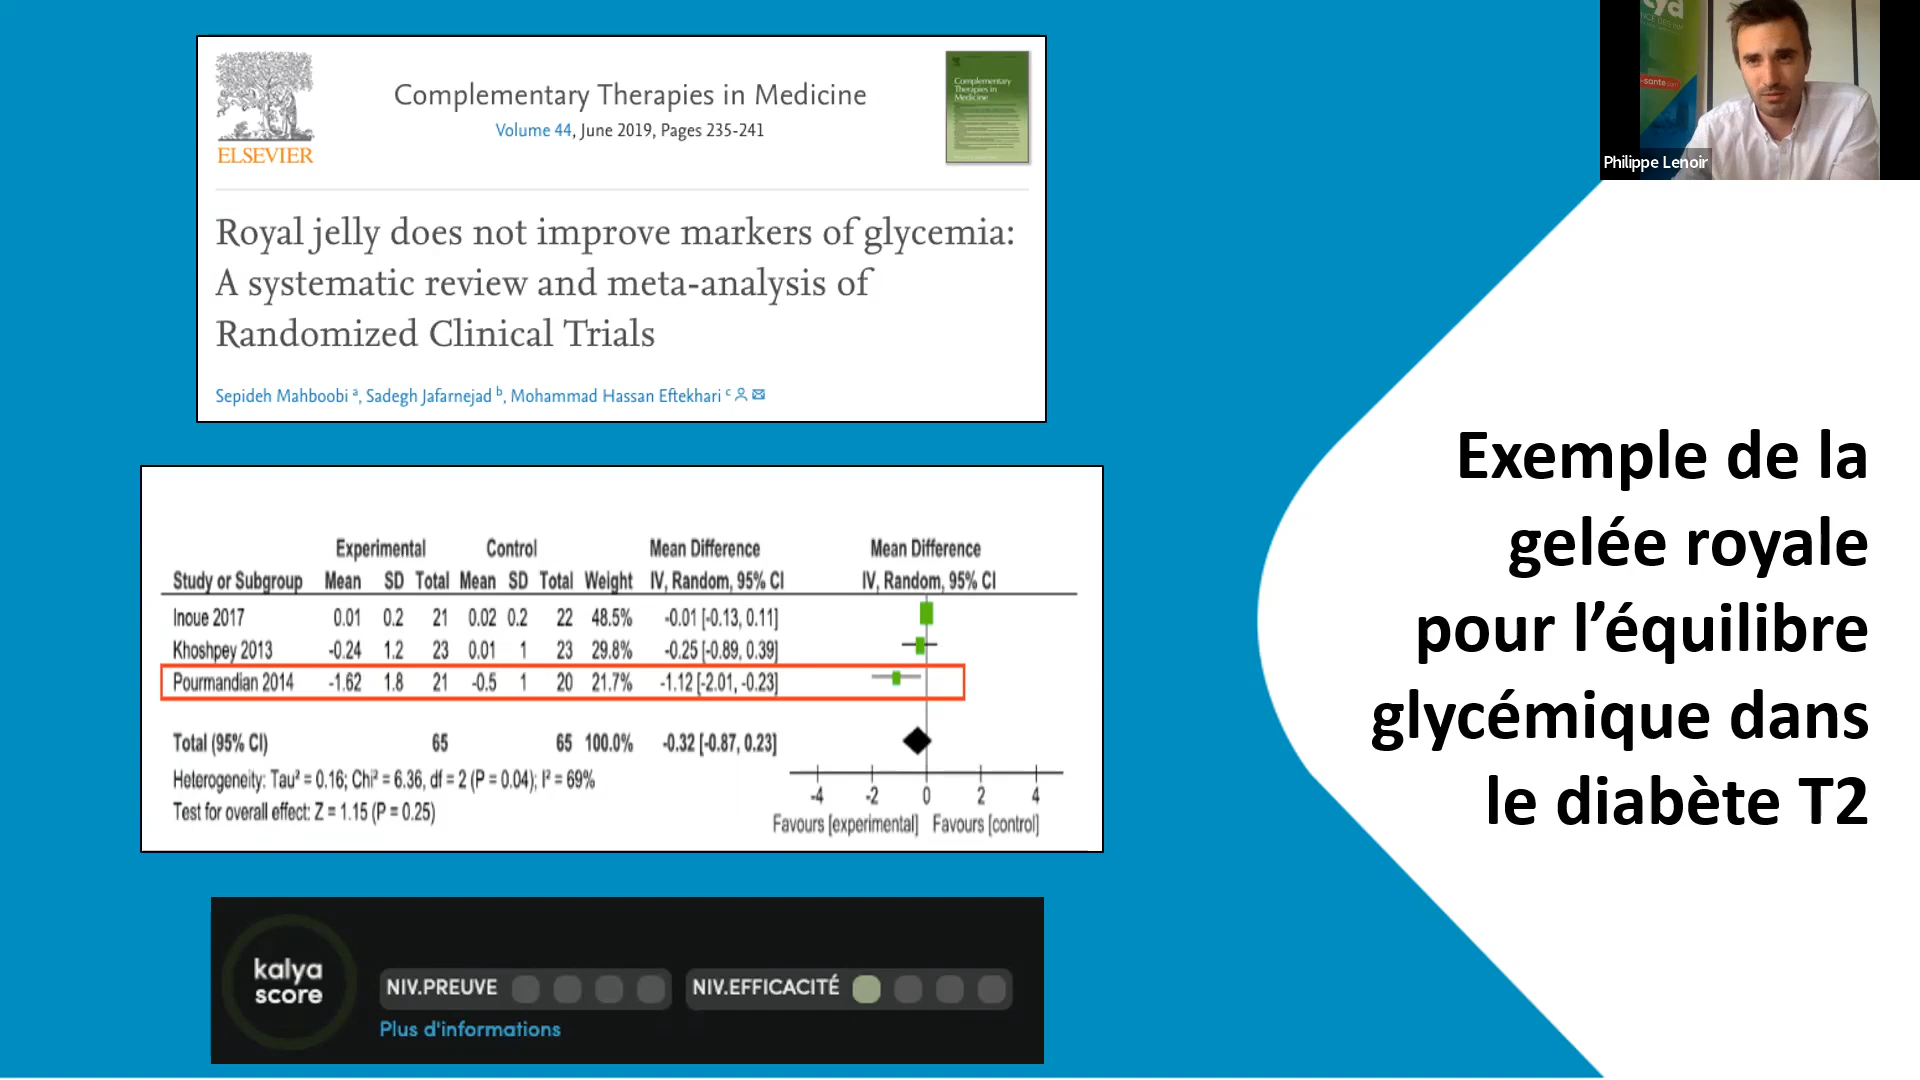 ELSEVIER
Complementary Therapies in Medicine
Volume 44, June 2019, Pages 235-241
Complementary
Therapies in
Medicine
Royal jelly does not improve markers of glycemia:
A systematic review and meta-analysis of
Randomized Clinical Trials
Sepideh Mahboobi a, Sadegh Jafarnejad b, Mohammad Hassan Eftekhari c
Experimental Control Mean Difference Mean Difference
Study or Subgroup Mean SD Total Mean SD Total Weight IV, Random, 95% CI IV, Random, 95% CI
Inoue 2017 0.01 0.2 21 0.02 0.2 22 48.5% -0.01 [-0.13, 0.11]
Khoshpey 2013 -0.24 1.2 23 0.01 1 23 29.8% -0.25 [-0.89, 0.39]
Pourmandian 2014 -1.62 1.8 21 -0.5 1 20 21.7% -1.12 [-2.01, -0.23]
Total (95% CI) 65 65 100.0% -0.32 [-0.87, 0.23]
Heterogeneity: Tau² = 0.16; Chi² = 6.36, df = 2 (P = 0.04); I² = 69%
Test for overall effect: Z = 1.15 (P = 0.25)
-4 -2 0 2 4
Favours [experimental] Favours [control]
kalya
score
NIV.PREUVE
NIV.EFFICACITÉ
Plus d'informations
Philippe Lenoir
Exemple de la
gelée royale
pour l’équilibre
glycémique dans
le diabète T2